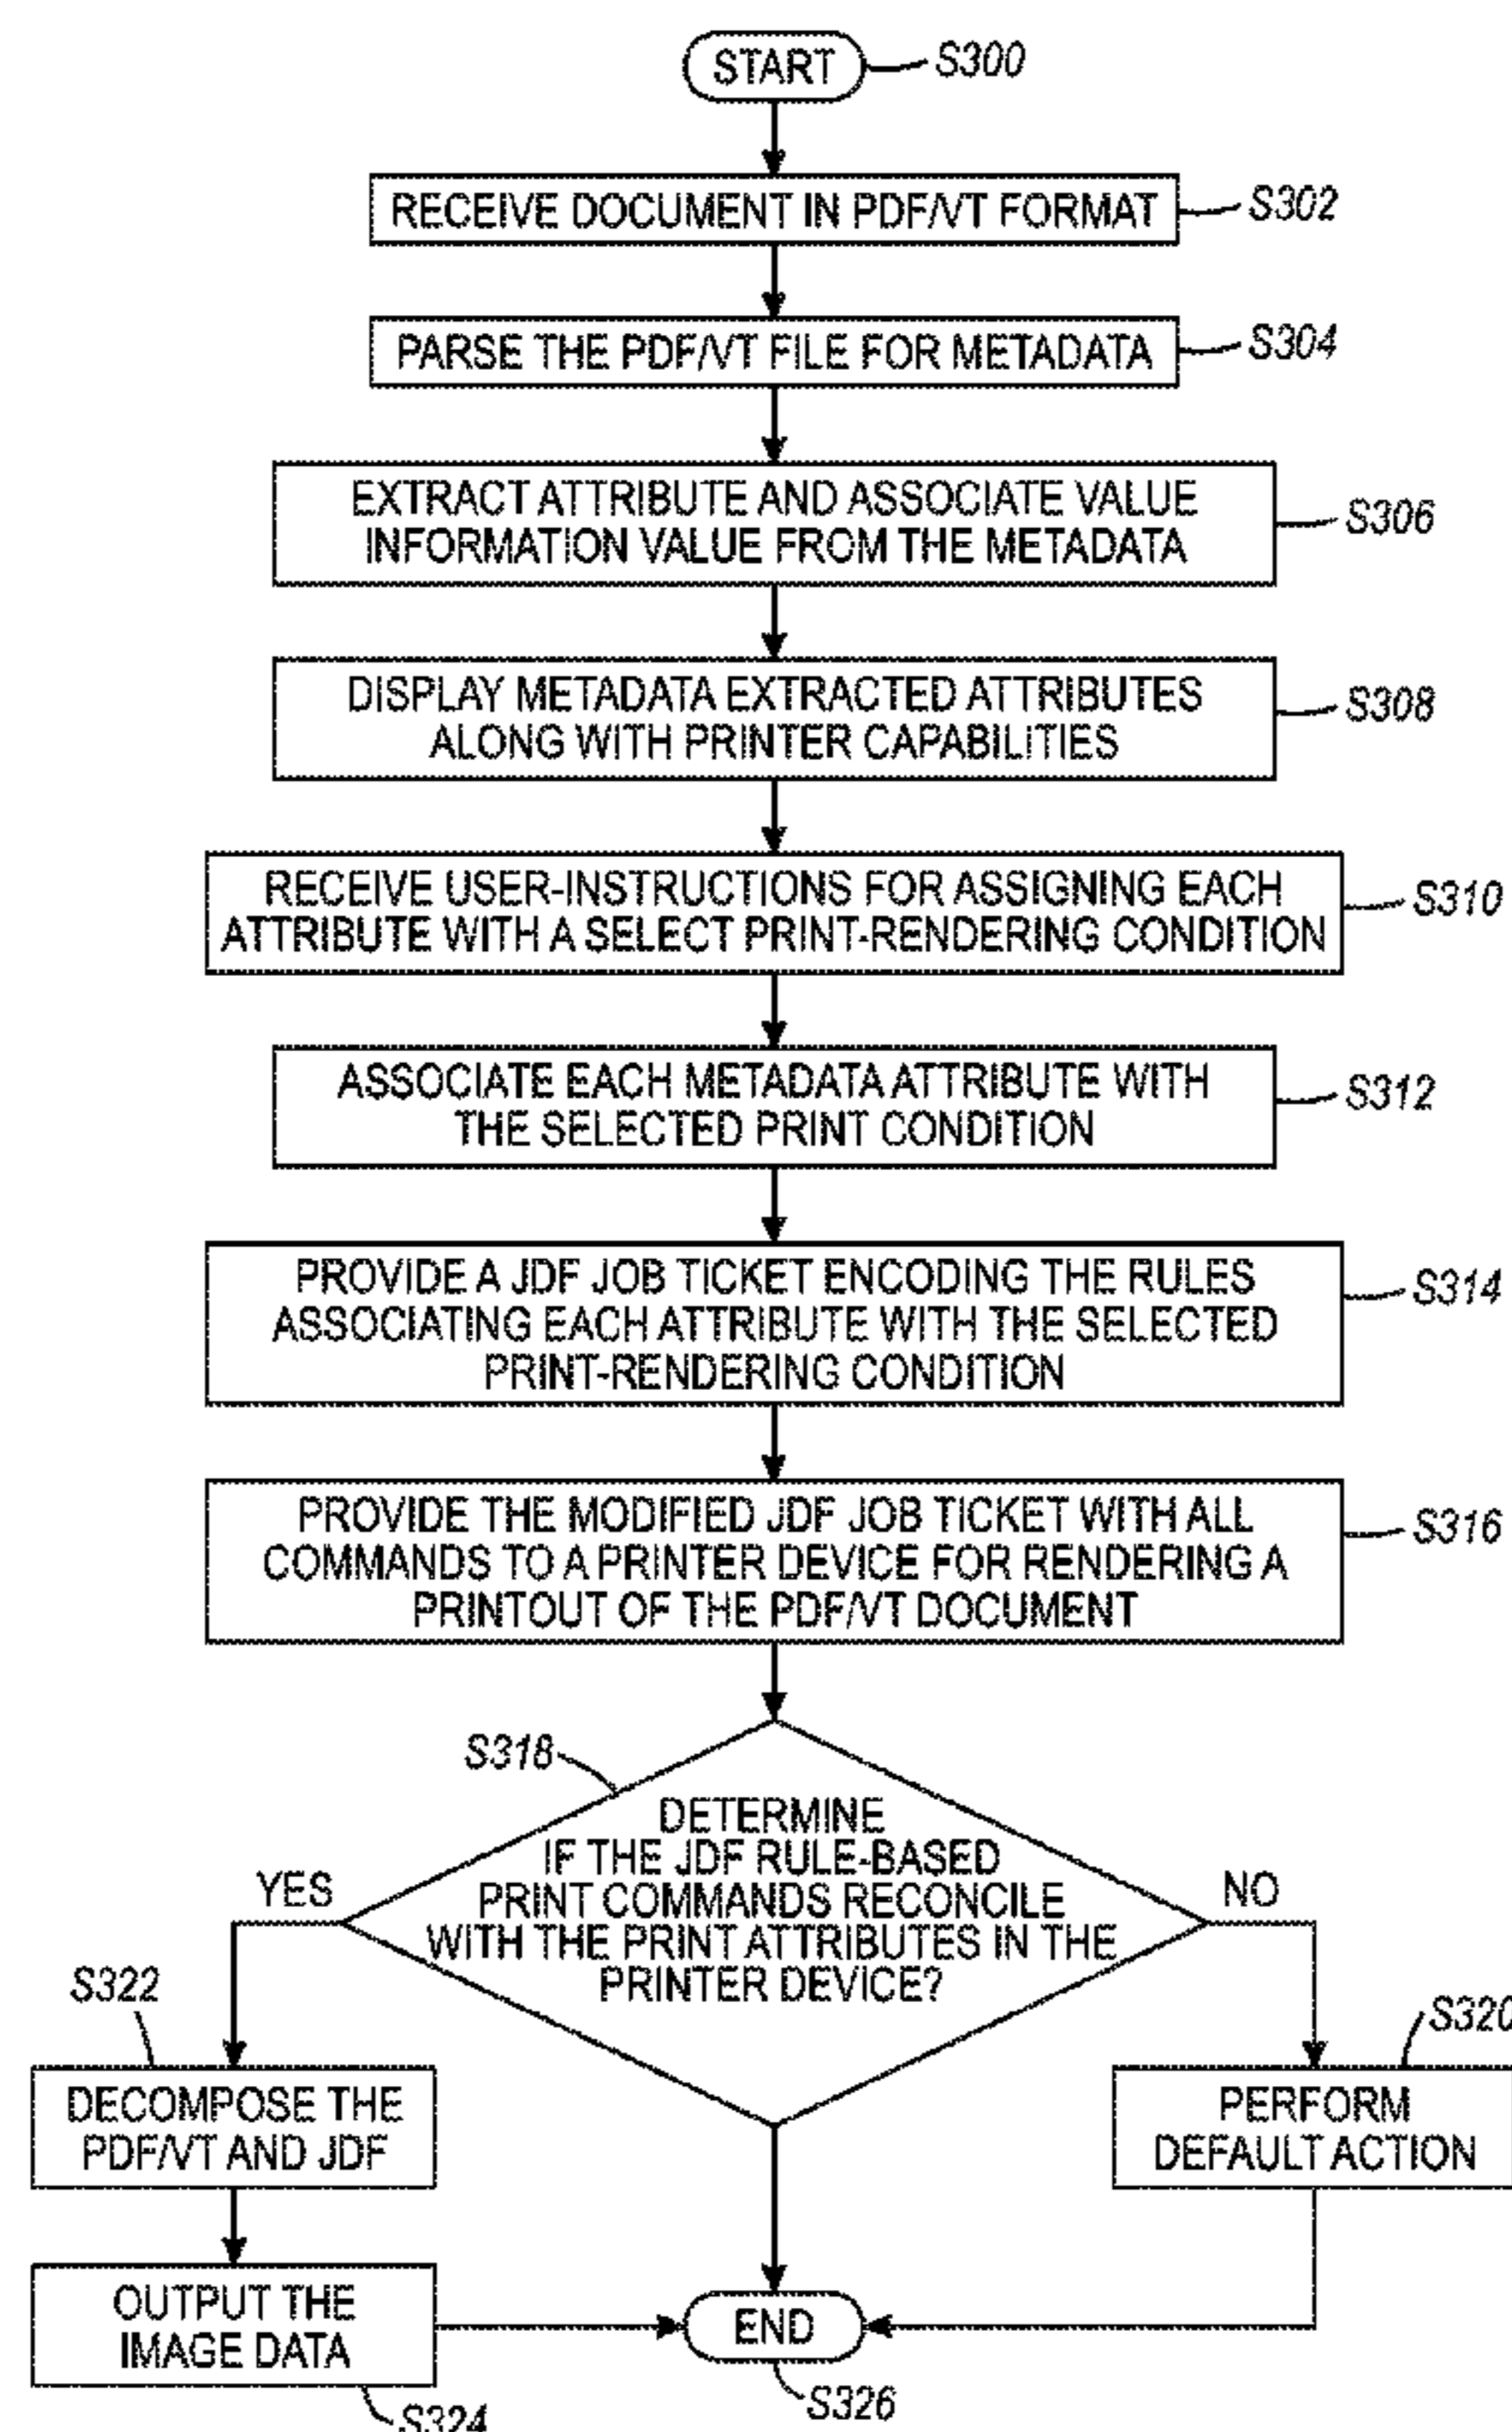 START
S300
RECEIVE DOCUMENT IN PDF/VT FORMAT
S302
PARSE THE PDF/VT FILE FOR METADATA
S304
EXTRACT ATTRIBUTE AND ASSOCIATE VALUE
INFORMATION VALUE FROM THE METADATA
S306
DISPLAY METADATA EXTRACTED ATTRIBUTES
ALONG WITH PRINTER CAPABILITIES
S308
RECEIVE USER-INSTRUCTIONS FOR ASSIGNING EACH
ATTRIBUTE WITH A SELECT PRINT-RENDERING CONDITION
S310
ASSOCIATE EACH METADATA ATTRIBUTE WITH
THE SELECTED PRINT CONDITION
S312
PROVIDE A JDF JOB TICKET ENCODING THE RULES
ASSOCIATING EACH ATTRIBUTE WITH THE SELECTED
PRINT-RENDERING CONDITION
S314
PROVIDE THE MODIFIED JDF JOB TICKET WITH ALL
COMMANDS TO A PRINTER DEVICE FOR RENDERING A
PRINTOUT OF THE PDF/VT DOCUMENT
S316
S318
DETERMINE
IF THE JDF RULE-BASED
PRINT COMMANDS RECONCILE
WITH THE PRINT ATTRIBUTES IN THE
PRINTER DEVICE?
YES
NO
S322
DECOMPOSE THE
PDF/VT AND JDF
S320
PERFORM
DEFAULT ACTION
OUTPUT THE
IMAGE DATA
S324
END
S326